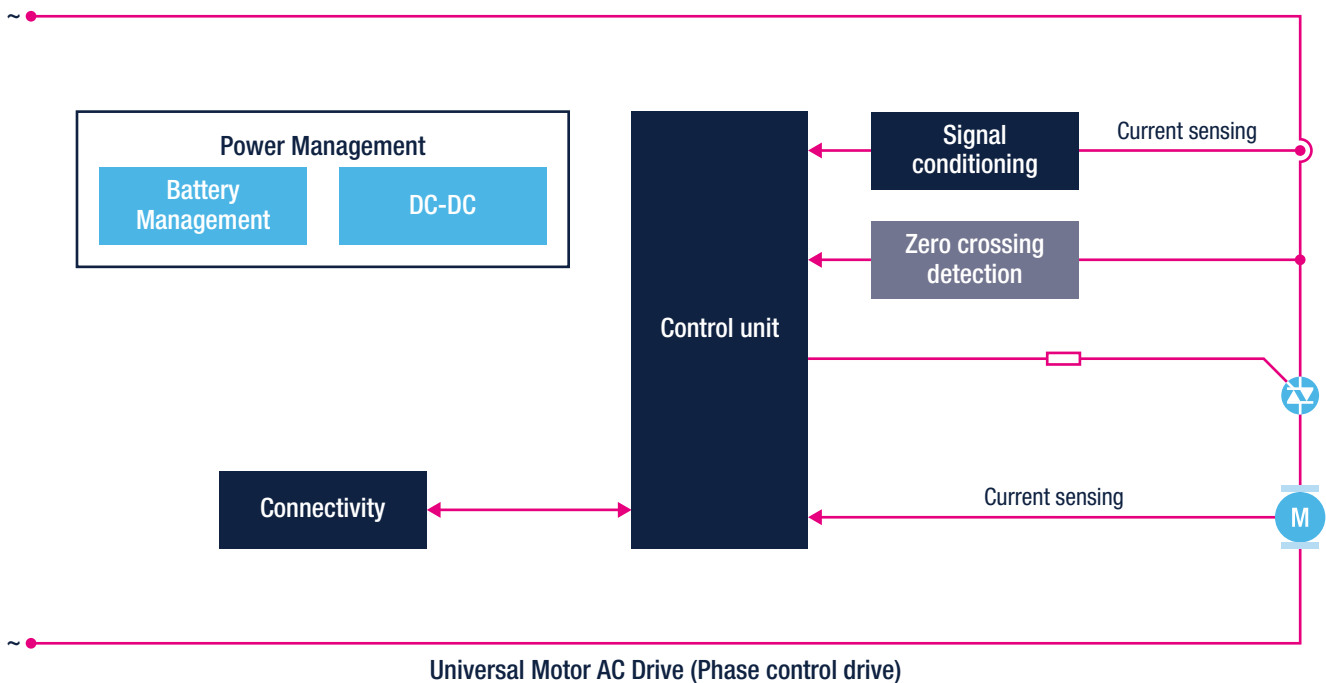 ~
Power Management
Battery
Management
DC-DC
Control unit
Signal
conditioning
Current sensing
Zero crossing
detection
Connectivity
Current sensing
M
~
Universal Motor AC Drive (Phase control drive)